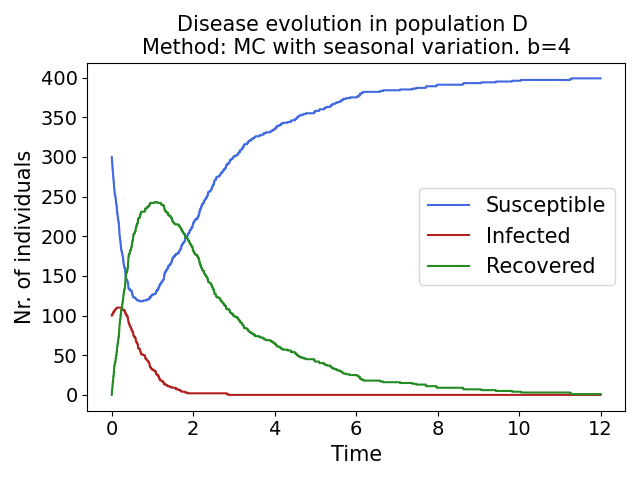 Disease evolution in population D
Method: MC with seasonal variation. b=4
400
350
300
250
200
150
100
50
0
Nr. of individuals
Susceptible
Infected
Recovered
0 2 4 6 8 10 12
Time